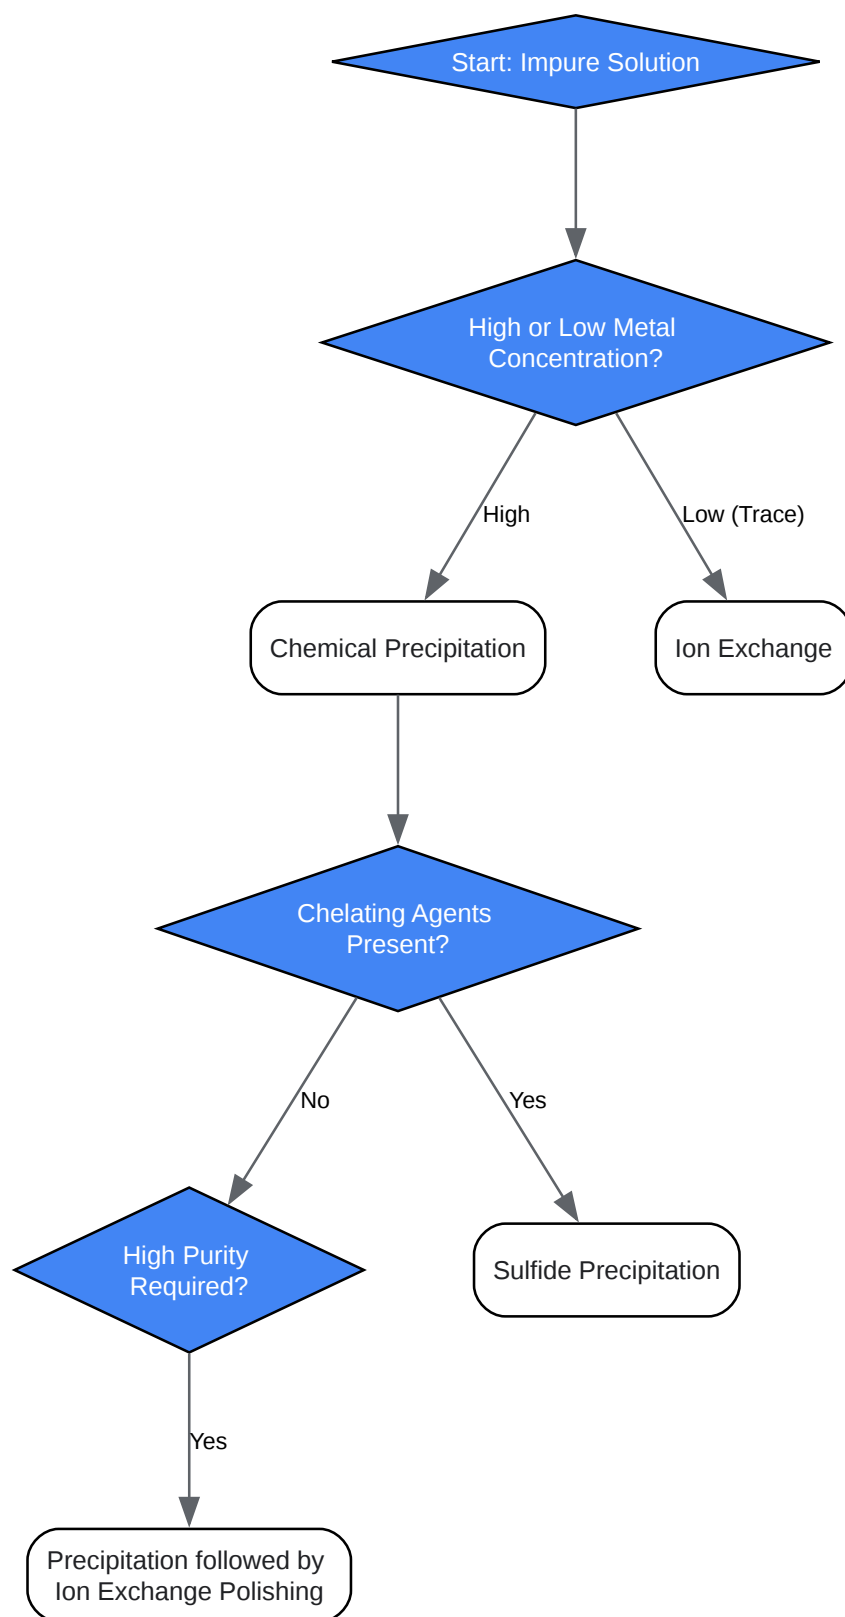 Start: Impure Solution
High or Low Metal
Concentration?
High
Low (Trace)
Chemical Precipitation
Ion Exchange
Chelating Agents
Present?
No
Yes
High Purity
Required?
Sulfide Precipitation
Yes
Precipitation followed by
Ion Exchange Polishing